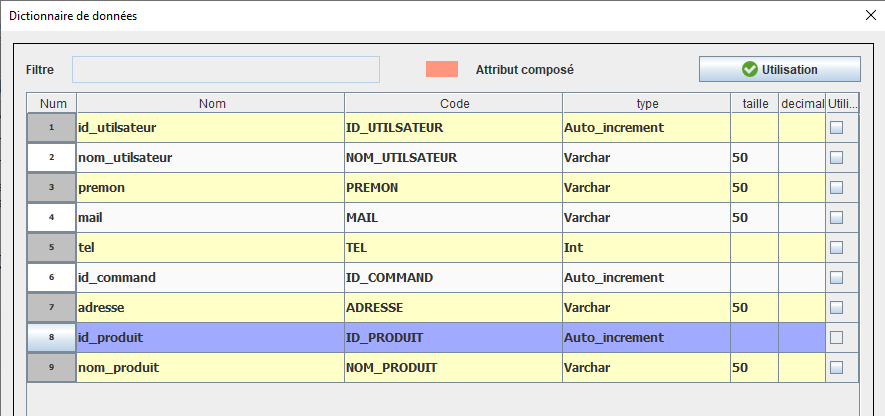 Dictionnaire de données
Filtre Attribut composé Utilisation
Num Nom Code type taille decimal Utili...
1 id_utilsateur ID_UTILSATEUR Auto_increment
2 nom_utilsateur NOM_UTILSATEUR Varchar 50
3 premon PREMON Varchar 50
4 mail MAIL Varchar 50
5 tel TEL Int
6 id_command ID_COMMAND Auto_increment
7 adresse ADRESSE Varchar 50
8 id_produit ID_PRODUIT Auto_increment
9 nom_produit NOM_PRODUIT Varchar 50